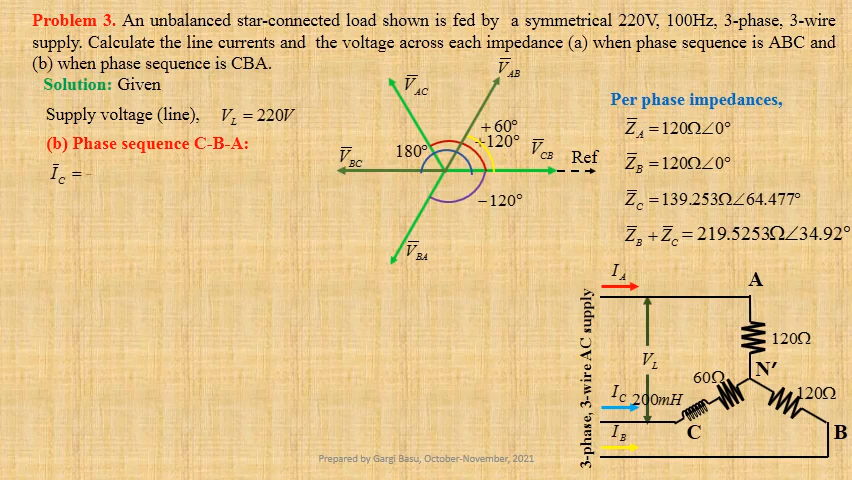 Problem 3. An unbalanced star-connected load shown is fed by a symmetrical 220V, 100Hz, 3-phase, 3-wire
supply. Calculate the line currents and the voltage across each impedance (a) when phase sequence is ABC and
(b) when phase sequence is CBA.
Solution: Given
Supply voltage (line), V_L = 220V
(b) Phase sequence C-B-A:
I̅_C = -
V̅_AC
V̅_AB
+60°
+120°
180°
V̅_BC
V̅_CB
Ref
-120°
V̅_BA
Per phase impedances,
Z̅_A = 120Ω∠0°
Z̅_B = 120Ω∠0°
Z̅_C = 139.253Ω∠64.477°
Z̅_B + Z̅_C = 219.5253Ω∠34.92°
3-phase, 3-wire AC supply
I_A
A
120Ω
V_L
N′
60Ω
120Ω
I_C
200mH
C
I_B
B
Prepared by Gargi Basu, October-November, 2021